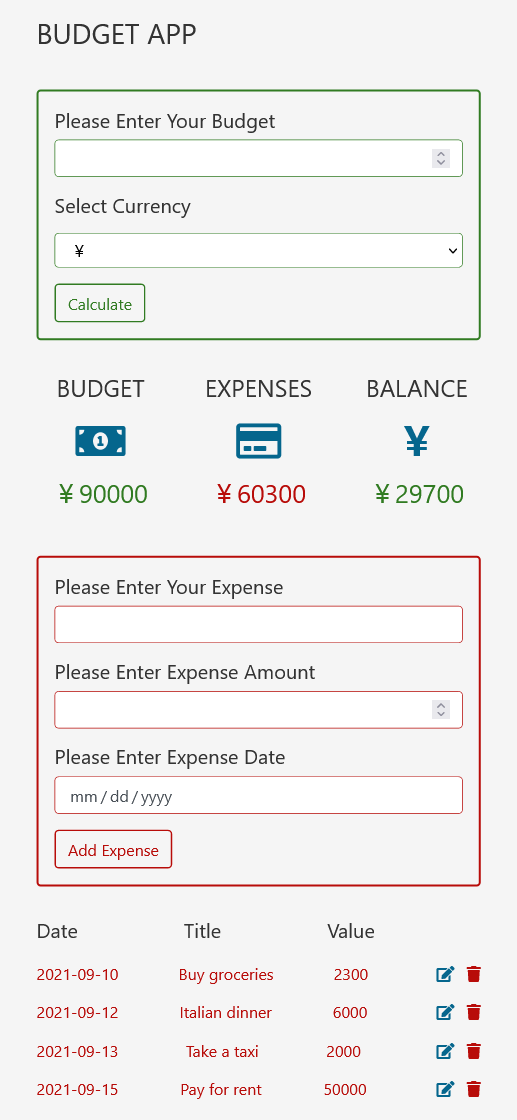 BUDGET APP
Please Enter Your Budget
Select Currency
¥
Calculate
BUDGET EXPENSES BALANCE
1 ¥
¥ 90000 ¥ 60300 ¥ 29700
Please Enter Your Expense
Please Enter Expense Amount
Please Enter Expense Date
mm / dd / yyyy
Add Expense
Date Title Value
2021-09-10 Buy groceries 2300
2021-09-12 Italian dinner 6000
2021-09-13 Take a taxi 2000
2021-09-15 Pay for rent 50000